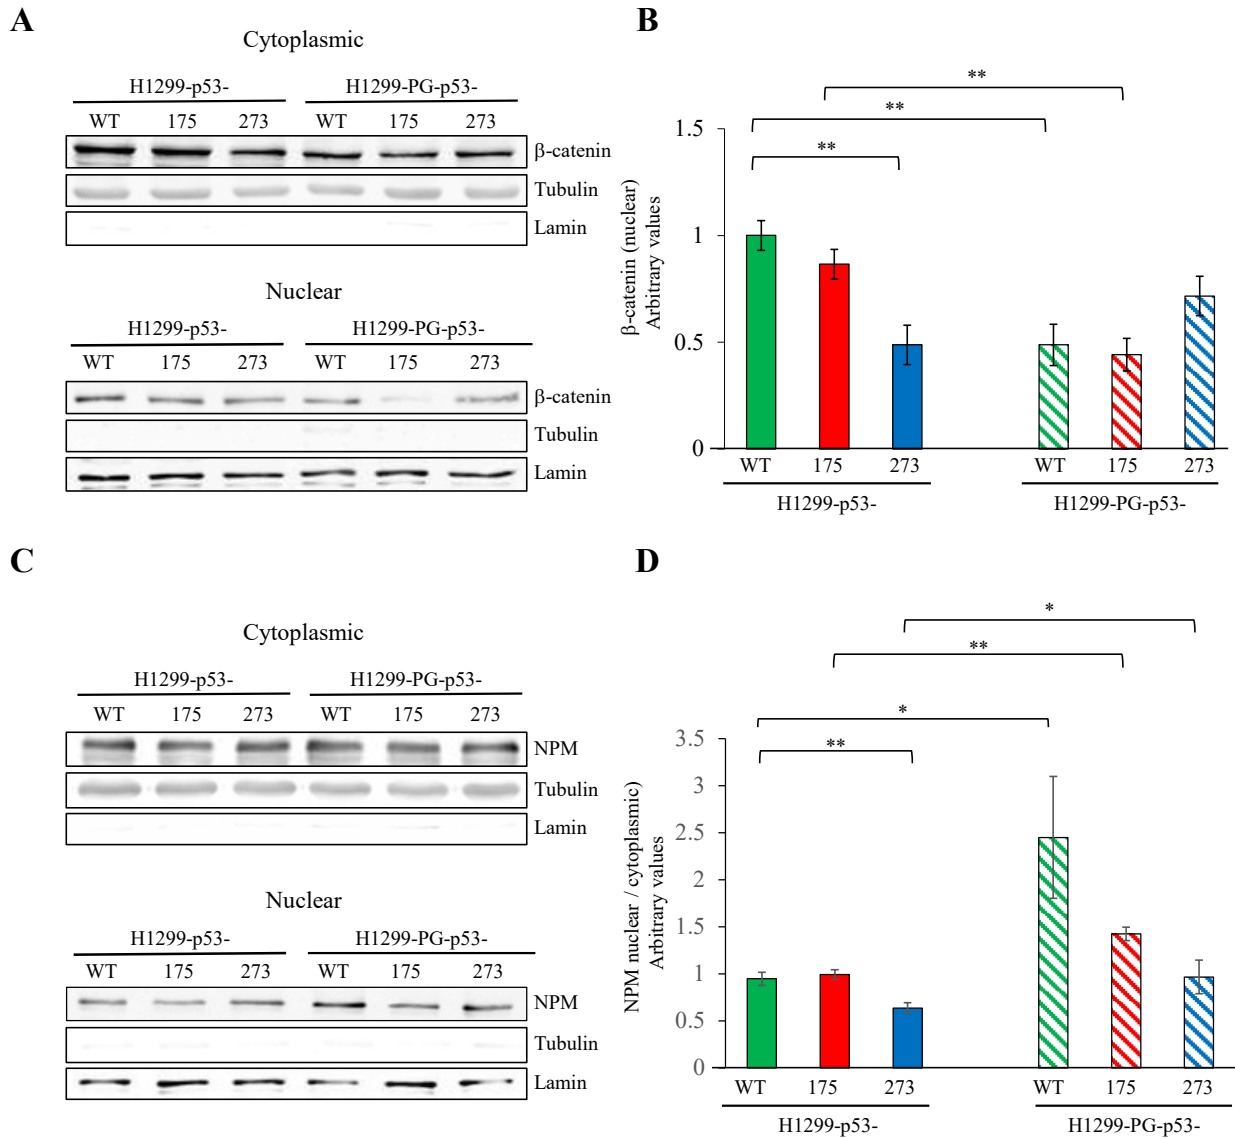 A
Cytoplasmic
H1299-p53- H1299-PG-p53-
WT 175 273 WT 175 273
β-catenin
Tubulin
Lamin
Nuclear
H1299-p53- H1299-PG-p53-
WT 175 273 WT 175 273
β-catenin
Tubulin
Lamin
B
**
**
**
β-catenin (nuclear)
Arbitrary values
1.5
1
0.5
0
WT 175 273 WT 175 273
H1299-p53- H1299-PG-p53-
C
Cytoplasmic
H1299-p53- H1299-PG-p53-
WT 175 273 WT 175 273
NPM
Tubulin
Lamin
Nuclear
H1299-p53- H1299-PG-p53-
WT 175 273 WT 175 273
NPM
Tubulin
Lamin
D
*
**
*
**
NPM nuclear / cytoplasmic)
Arbitrary values
3.5
3
2.5
2
1.5
1
0.5
0
WT 175 273 WT 175 273
H1299-p53- H1299-PG-p53-